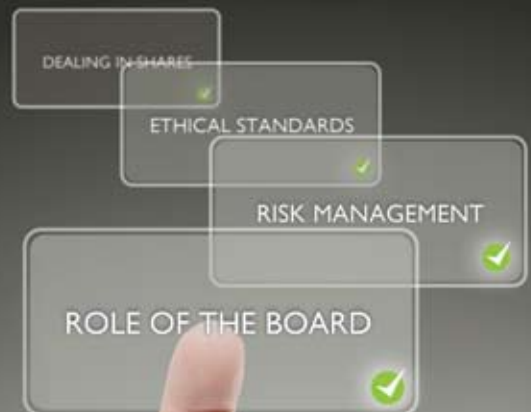 DEALING IN SHARES
ETHICAL STANDARDS
RISK MANAGEMENT
ROLE OF THE BOARD